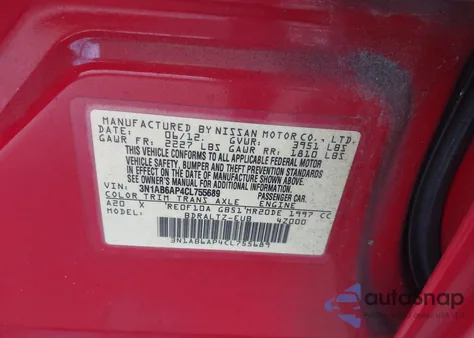 MANUFACTURED BY NISSAN MOTOR CO., LTD.
DATE: 06/12. GVWR: 3951 LBS
GAWR FR: 2227 LBS GAWR RR: 1810 LBS
THIS VEHICLE CONFORMS TO ALL APPLICABLE FEDERAL MOTOR
VEHICLE SAFETY, BUMPER, AND THEFT PREVENTION STANDARDS
IN EFFECT ON THE DATE OF MANUFACTURE SHOWN ABOVE.
SEE OWNER'S MANUAL FOR ADDITIONAL INFORMATION.
VIN: 3N1AB6AP4CL755689 PASSENGER CAR
COLOR TRIM TRANS AXLE ENGINE
A20 X RE0F10A GB51 MR20DE 1997 CC
MODEL: BDRALTZ-EUB 4Z000
3N1AB6AP4CL755689
autosnap